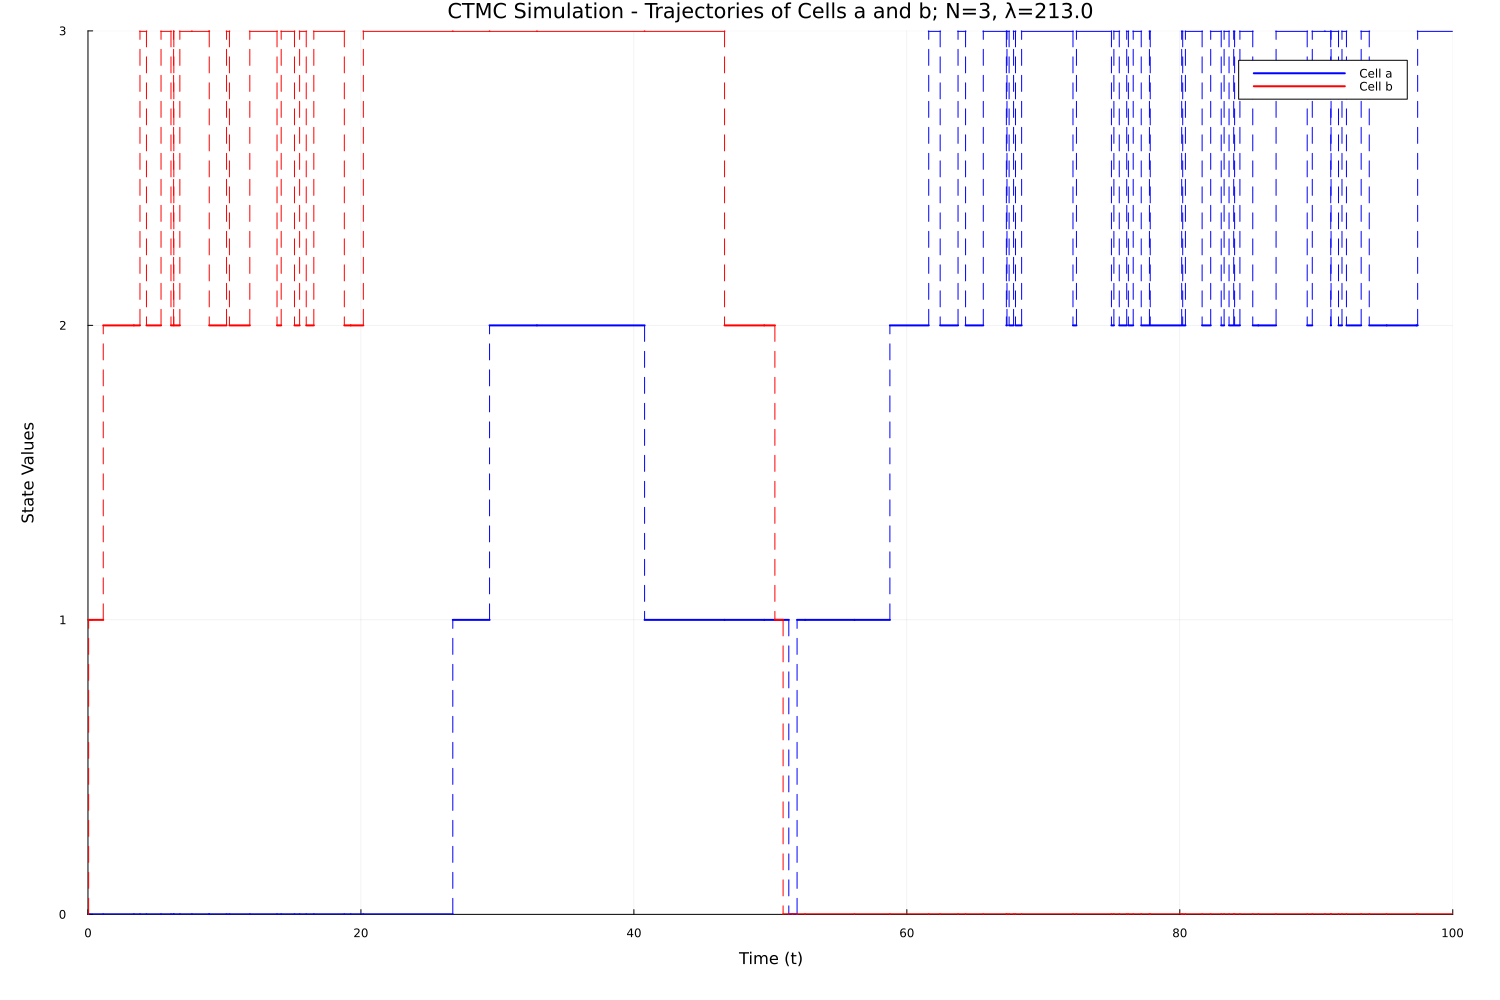 CTMC Simulation - Trajectories of Cells a and b; N=3, λ=213.0
3
Cell a
Cell b
2
State Values
1
0
0 20 40 60 80 100
Time (t)